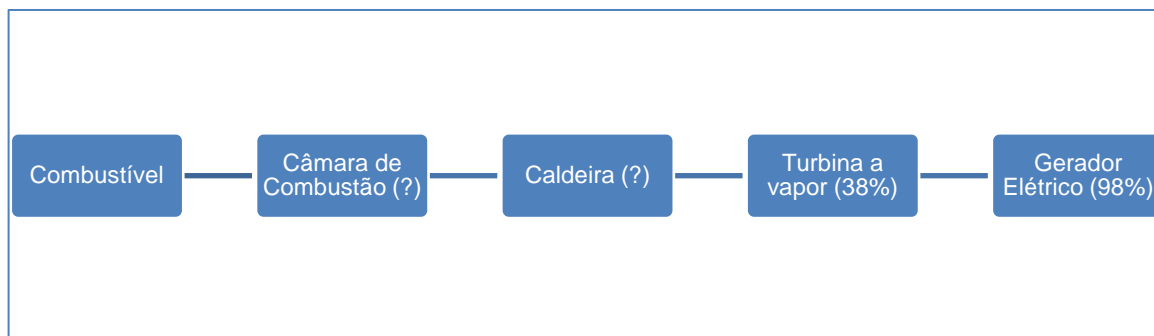 Combustível
Câmara de
Combustão (?)
Caldeira (?)
Turbina a
vapor (38%)
Gerador
Elétrico (98%)